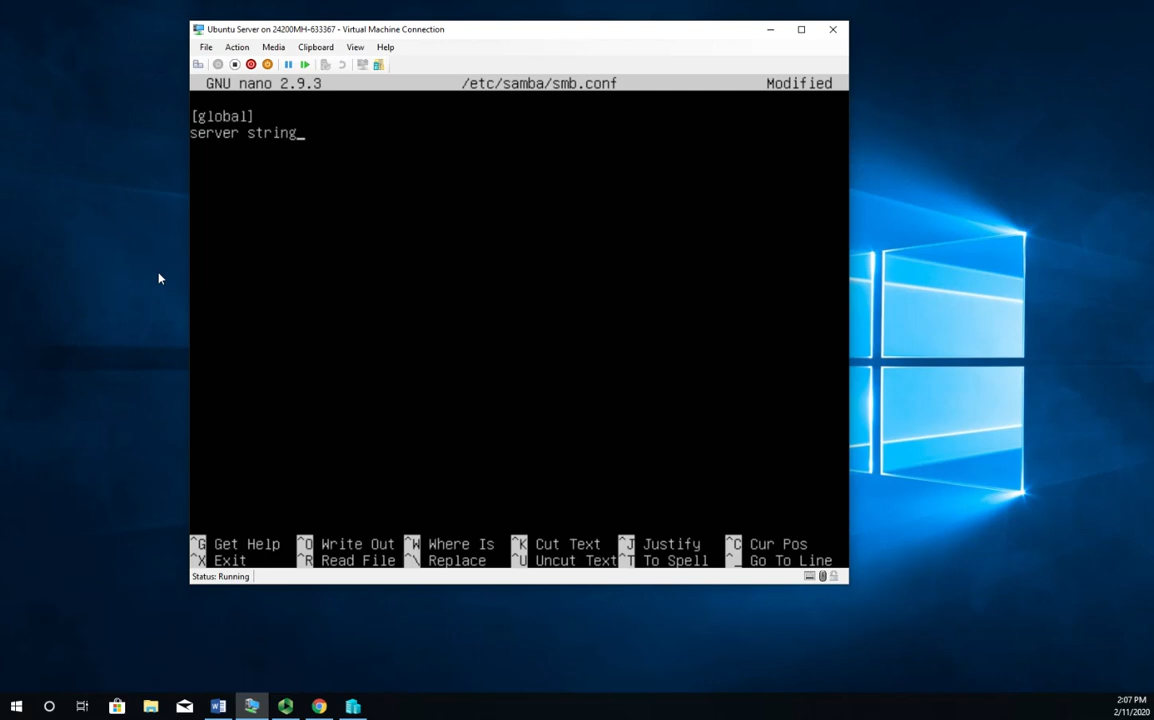 Ubuntu Server on 24200MH-633367 - Virtual Machine Connection
File Action Media Clipboard View Help
GNU nano 2.9.3 /etc/samba/smb.conf Modified
[global]
server string_
^G Get Help ^O Write Out ^W Where Is ^K Cut Text ^J Justify ^C Cur Pos
^X Exit ^R Read File ^\ Replace ^U Uncut Text ^T To Spell ^_ Go To Line
Status: Running
2:07 PM
2/11/2020